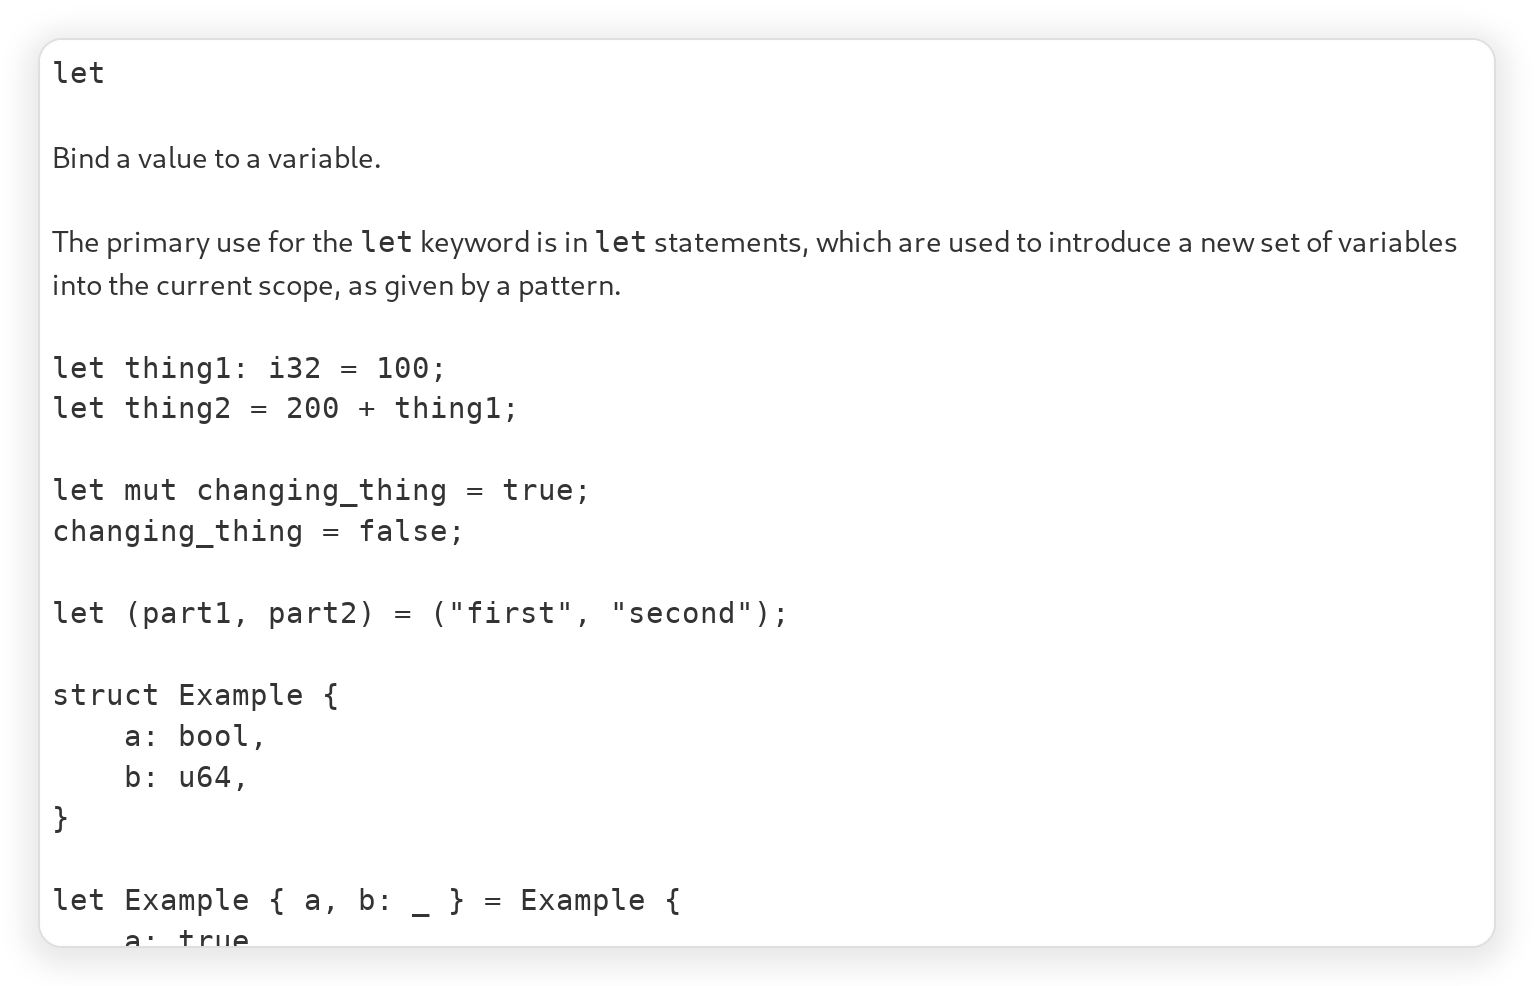 let
Bind a value to a variable.
The primary use for the let keyword is in let statements, which are used to introduce a new set of variables
into the current scope, as given by a pattern.
let thing1: i32 = 100;
let thing2 = 200 + thing1;
let mut changing_thing = true;
changing_thing = false;
let (part1, part2) = ("first", "second");
struct Example {
    a: bool,
    b: u64,
}
let Example { a, b: _ } = Example {
    a: true